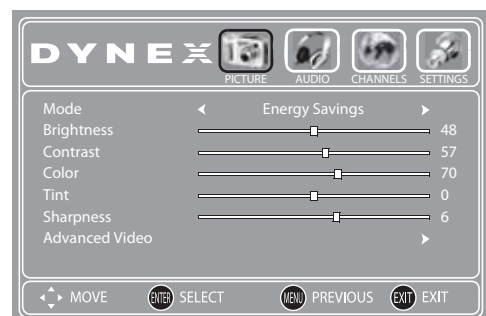 DYNEX
PICTURE AUDIO CHANNELS SETTINGS
Mode Energy Savings
Brightness 48
Contrast 57
Color 70
Tint 0
Sharpness 6
Advanced Video
MOVE ENTER SELECT MENU PREVIOUS EXIT EXIT